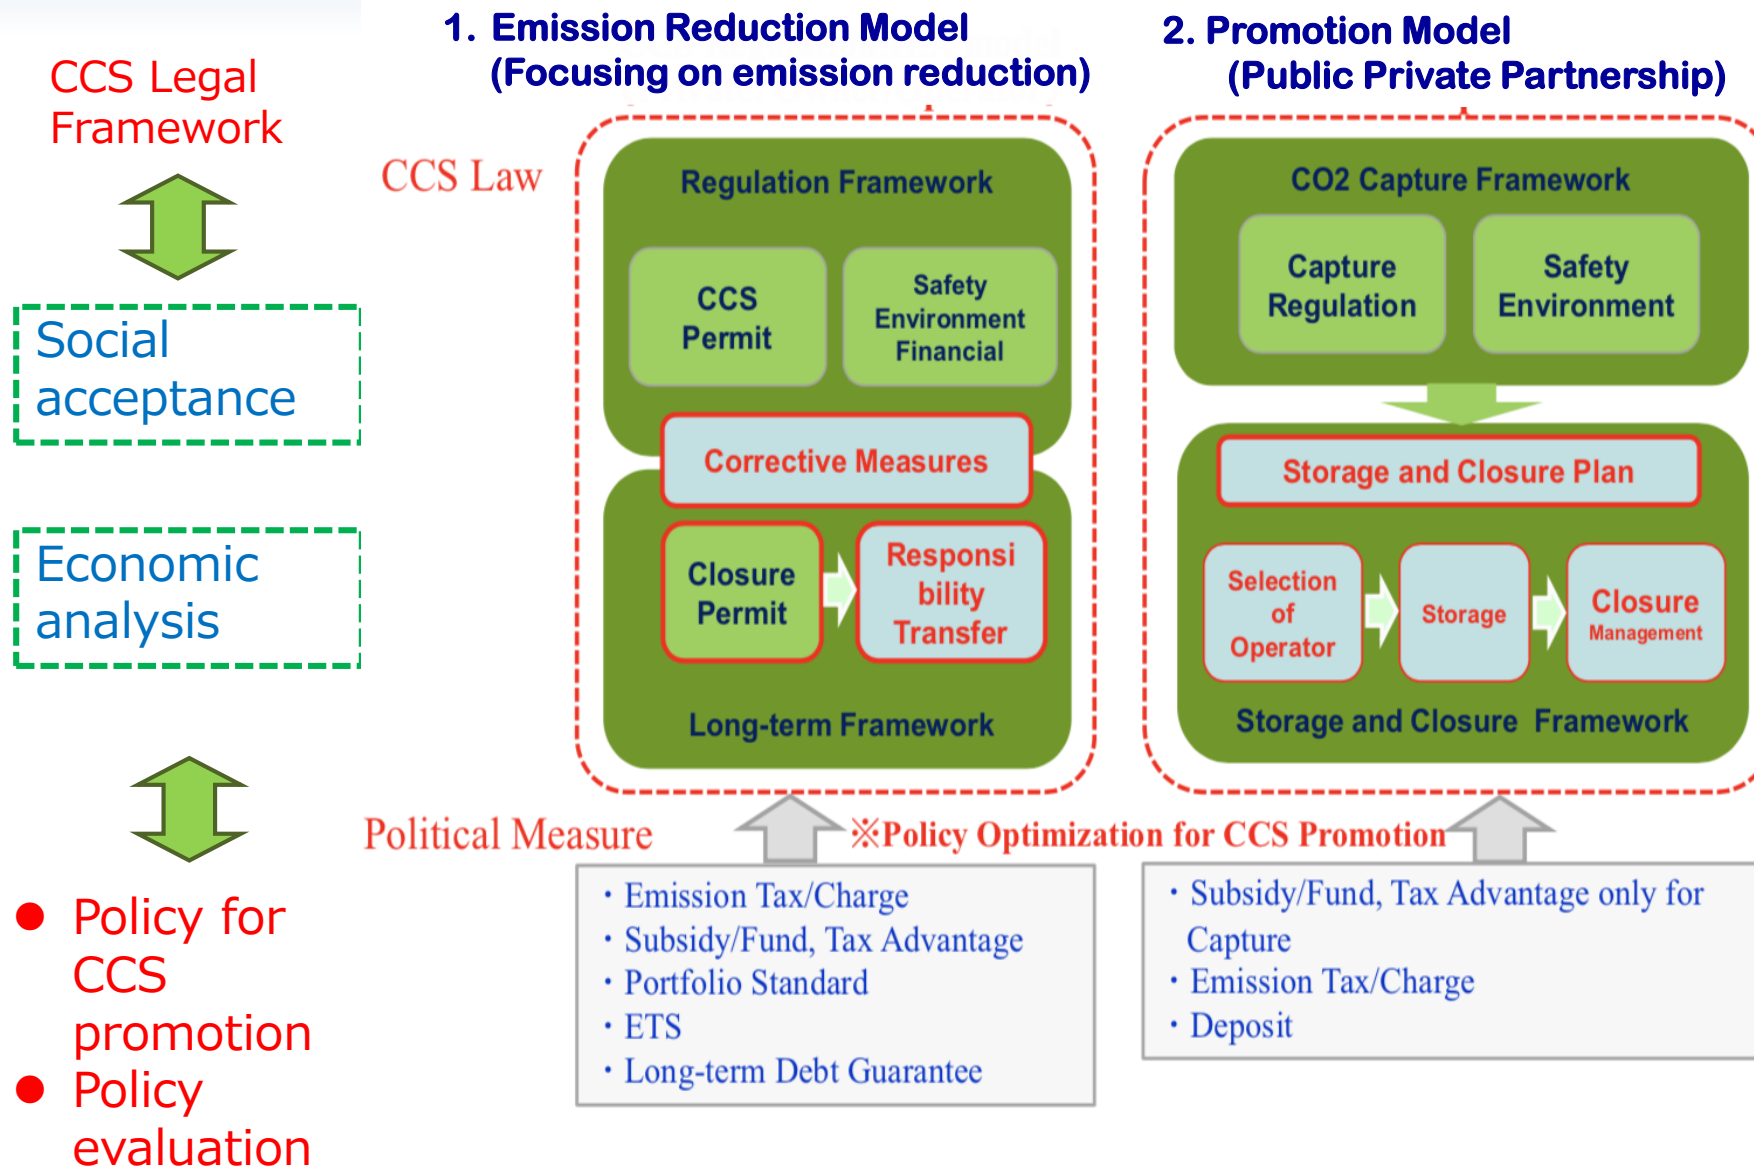 CCS Legal
Framework
Social
acceptance
Economic
analysis
● Policy for
CCS
promotion
● Policy
evaluation
1. Emission Reduction Model
(Focusing on emission reduction)
CCS Law
Regulation Framework
CCS
Permit
Safety
Environment
Financial
Corrective Measures
Closure
Permit
Responsi
bility
Transfer
Long-term Framework
2. Promotion Model
(Public Private Partnership)
CO2 Capture Framework
Capture
Regulation
Safety
Environment
Storage and Closure Plan
Selection
of
Operator
Storage
Closure
Management
Storage and Closure Framework
Political Measure
※Policy Optimization for CCS Promotion
・Emission Tax/Charge
・Subsidy/Fund, Tax Advantage
・Portfolio Standard
・ETS
・Long-term Debt Guarantee
・Subsidy/Fund, Tax Advantage only for
Capture
・Emission Tax/Charge
・Deposit